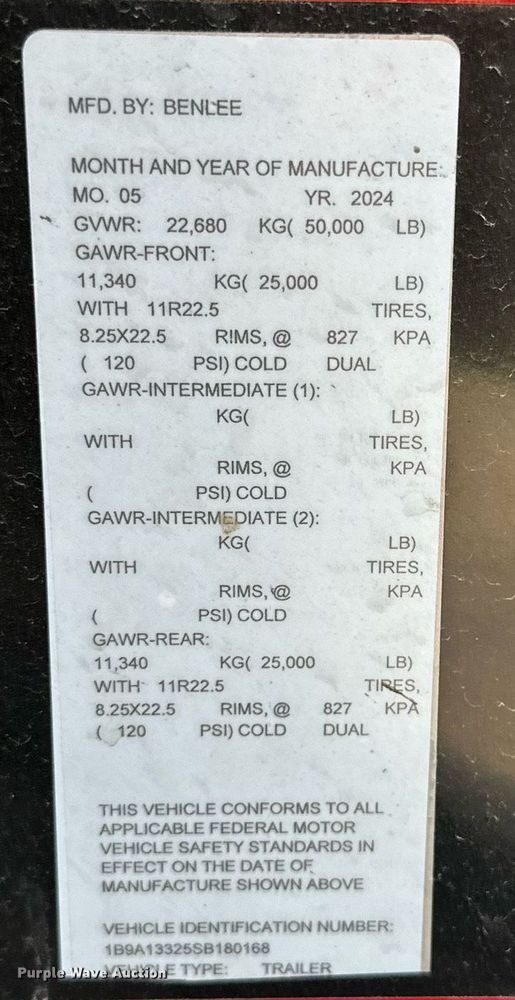 MFD. BY: BENLEE
MONTH AND YEAR OF MANUFACTURE:
MO. 05 YR. 2024
GVWR: 22,680 KG( 50,000 LB)
GAWR-FRONT:
11,340 KG( 25,000 LB)
WITH 11R22.5 TIRES,
8.25X22.5 RIMS, @ 827 KPA
( 120 PSI) COLD DUAL
GAWR-INTERMEDIATE (1):
KG( LB)
WITH TIRES,
RIMS, @ KPA
( PSI) COLD
GAWR-INTERMEDIATE (2):
KG( LB)
WITH TIRES,
RIMS, @ KPA
( PSI) COLD
GAWR-REAR:
11,340 KG( 25,000 LB)
WITH 11R22.5 TIRES,
8.25X22.5 RIMS, @ 827 KPA
( 120 PSI) COLD DUAL
THIS VEHICLE CONFORMS TO ALL
APPLICABLE FEDERAL MOTOR
VEHICLE SAFETY STANDARDS IN
EFFECT ON THE DATE OF
MANUFACTURE SHOWN ABOVE
VEHICLE IDENTIFICATION NUMBER:
1B9A13325SB180168
VEHICLE TYPE: TRAILER
Purple Wave Auction